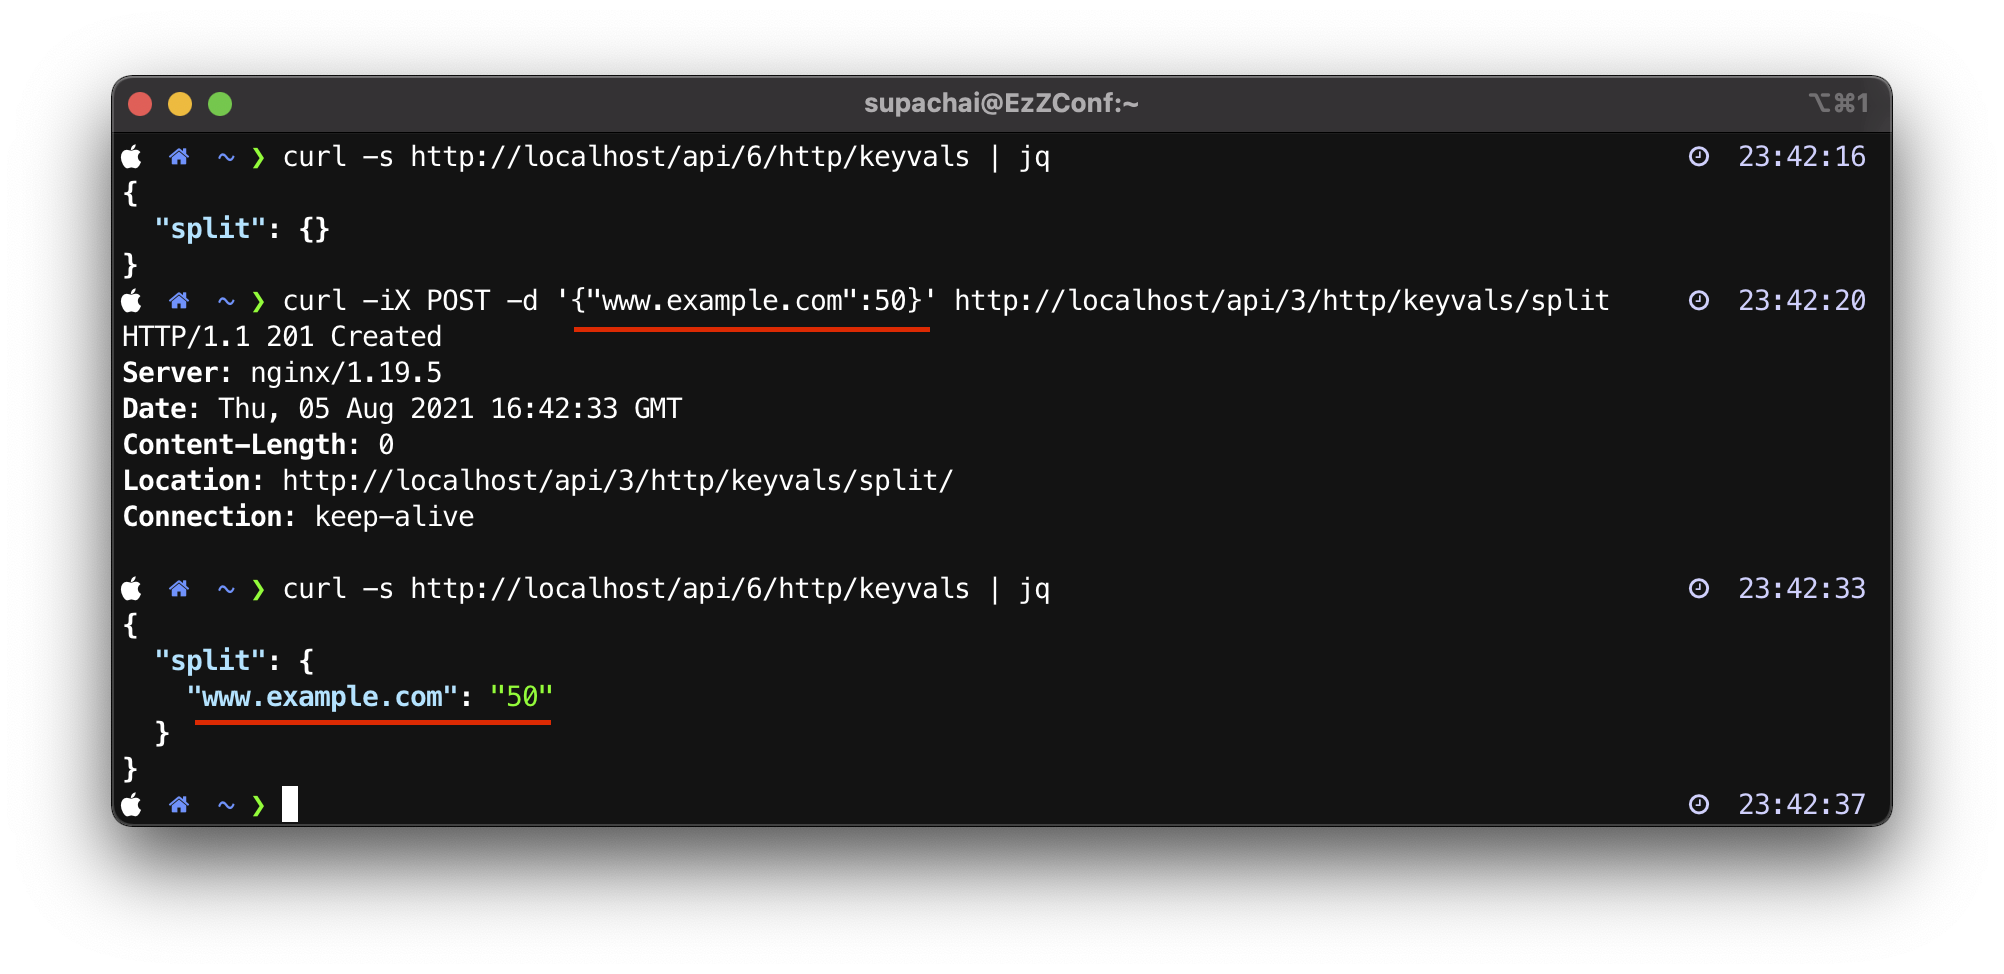 supachai@EzZConf:~ ⌥⌘1
~ ❯ curl -s http://localhost/api/6/http/keyvals | jq 23:42:16
{
  "split": {}
}
~ ❯ curl -iX POST -d '{"www.example.com":50}' http://localhost/api/3/http/keyvals/split 23:42:20
HTTP/1.1 201 Created
Server: nginx/1.19.5
Date: Thu, 05 Aug 2021 16:42:33 GMT
Content-Length: 0
Location: http://localhost/api/3/http/keyvals/split/
Connection: keep-alive
~ ❯ curl -s http://localhost/api/6/http/keyvals | jq 23:42:33
{
  "split": {
    "www.example.com": "50"
  }
}
~ ❯ 23:42:37